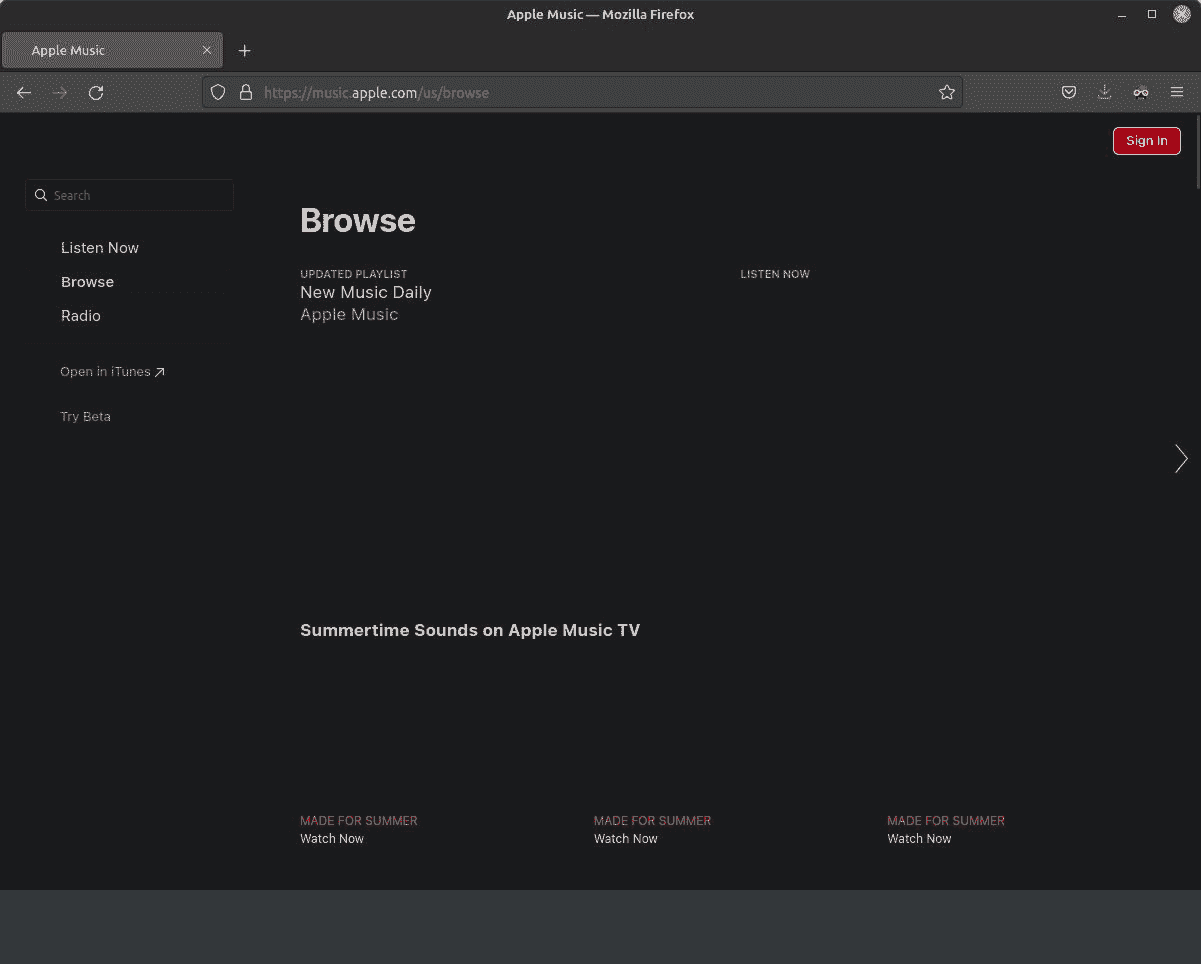 Apple Music — Mozilla Firefox
Apple Music
https://music.apple.com/us/browse
Sign In
Search
Listen Now
Browse
Radio
Open in iTunes
Try Beta
Browse
UPDATED PLAYLIST
New Music Daily
Apple Music
LISTEN NOW
Summertime Sounds on Apple Music TV
MADE FOR SUMMER
Watch Now
MADE FOR SUMMER
Watch Now
MADE FOR SUMMER
Watch Now